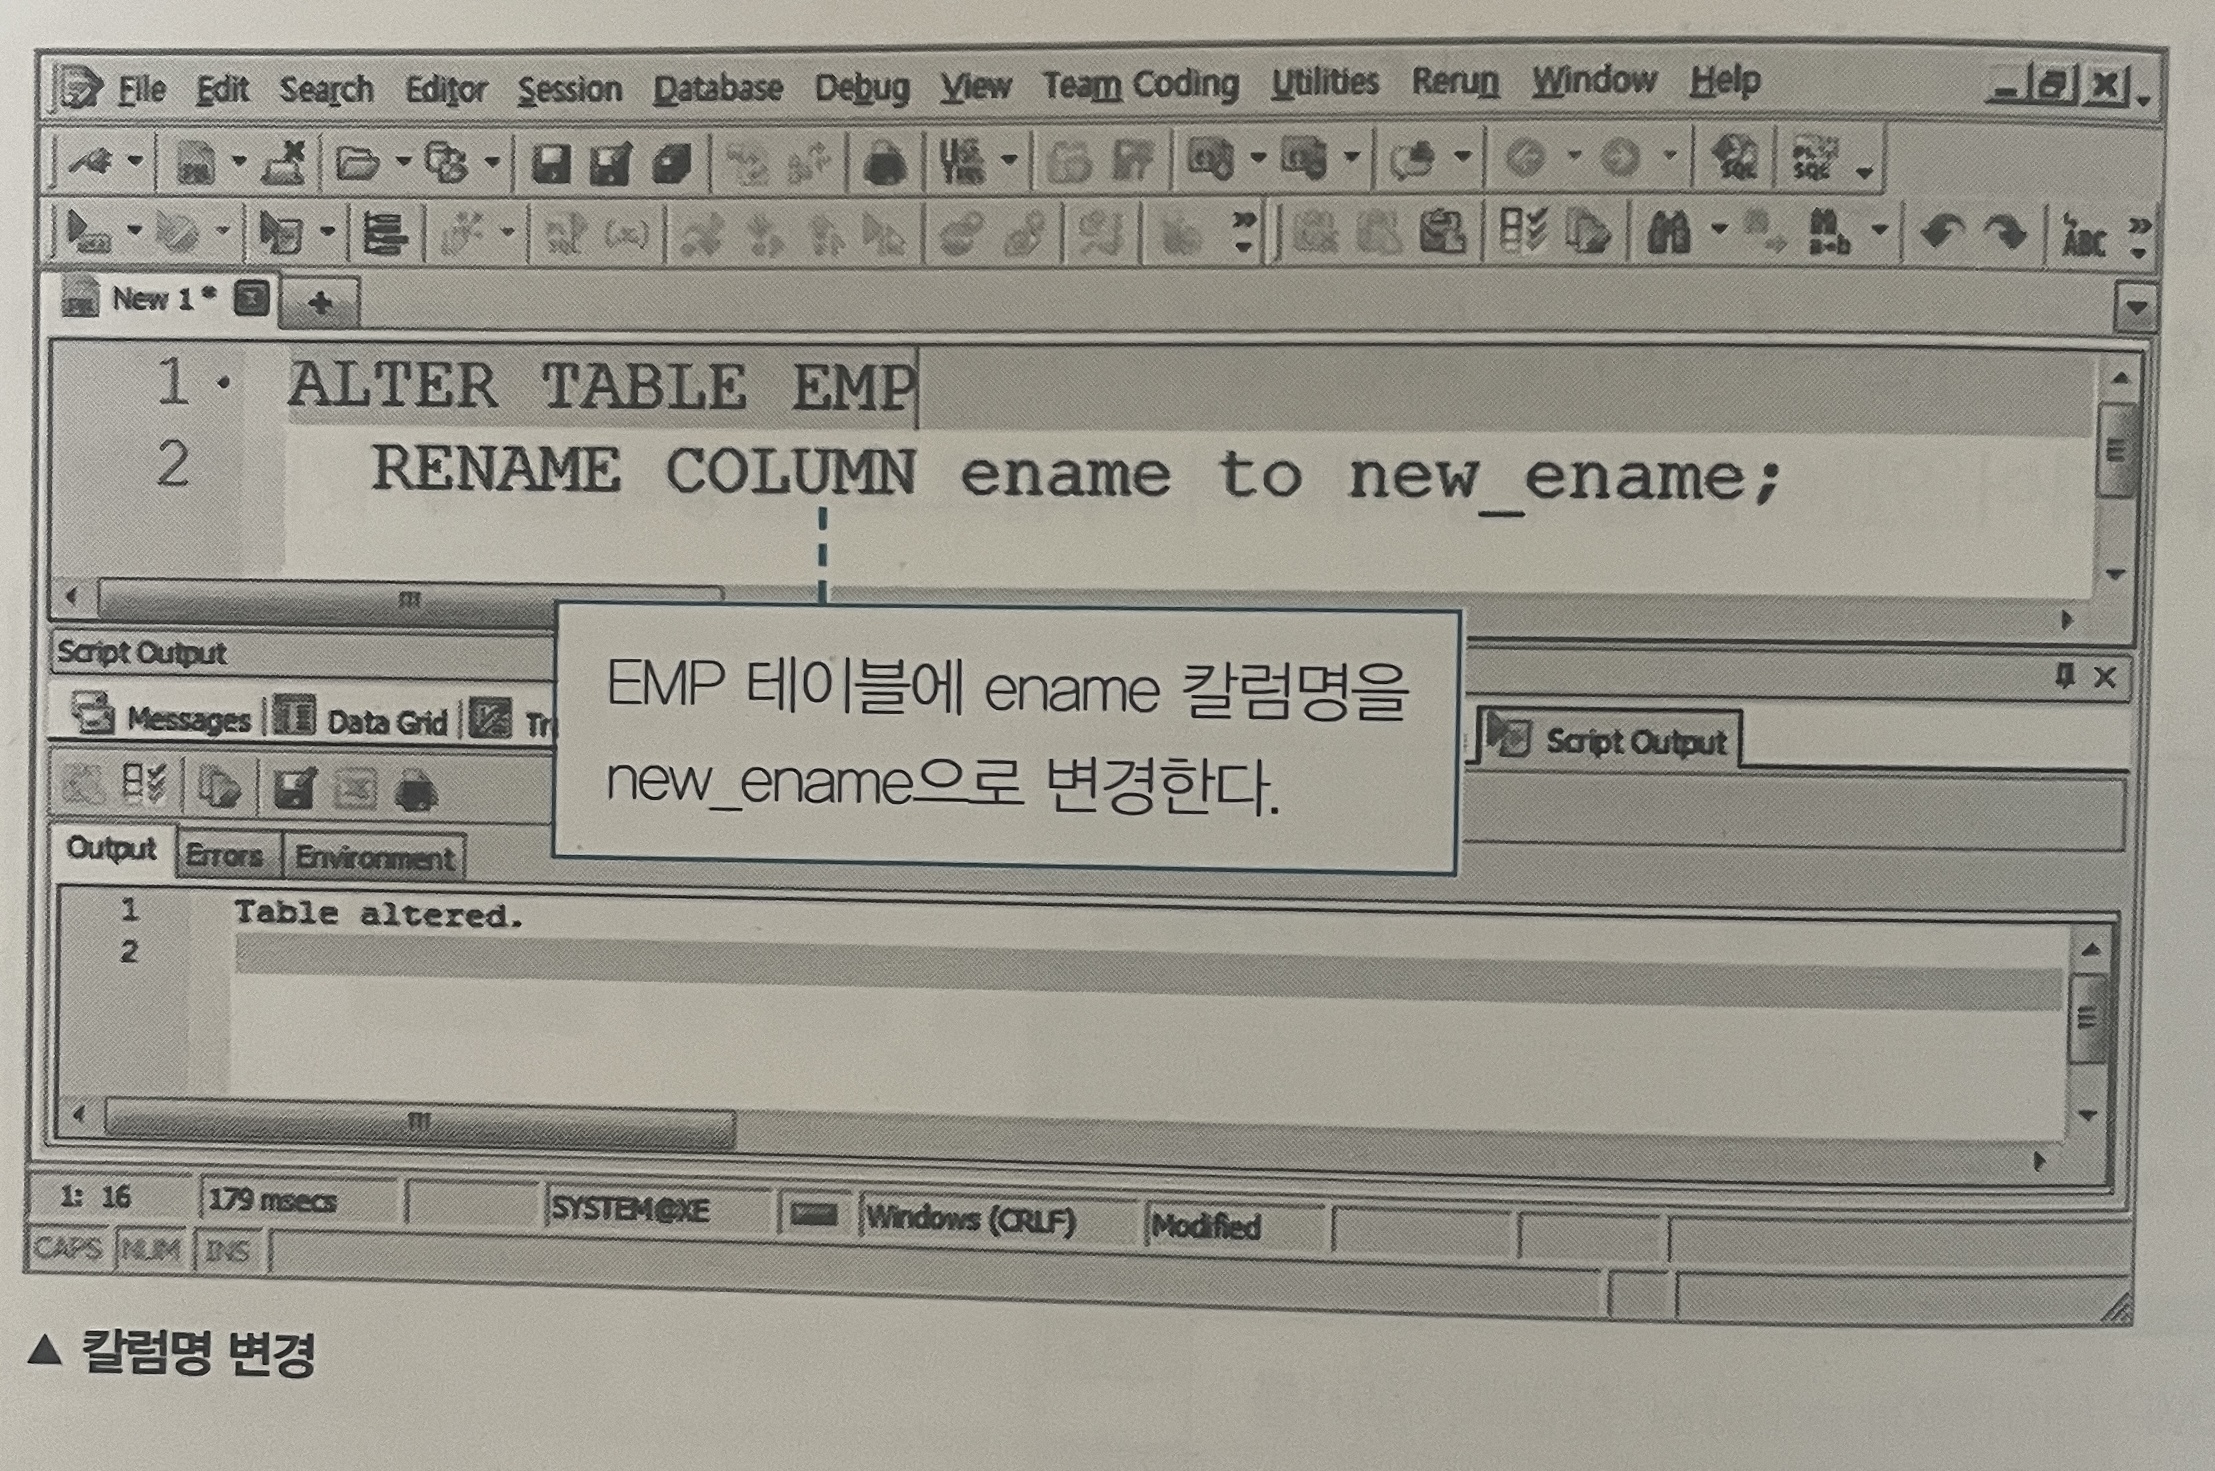 File Edit Search Editor Session Database Debug View Team Coding Utilities Rerun Window Help
New 1 *
1 ALTER TABLE EMP
2 RENAME COLUMN ename to new_ename;
EMP 테이블에 ename 칼럼명을
new_ename으로 변경한다.
Script Output
Messages Data Grid Tr Script Output
Output Errors Environment
1 Table altered.
2
1: 16 179 msecs SYSTEM@XE Windows (CRLF) Modified
CAPS NUM INS
▲ 칼럼명 변경